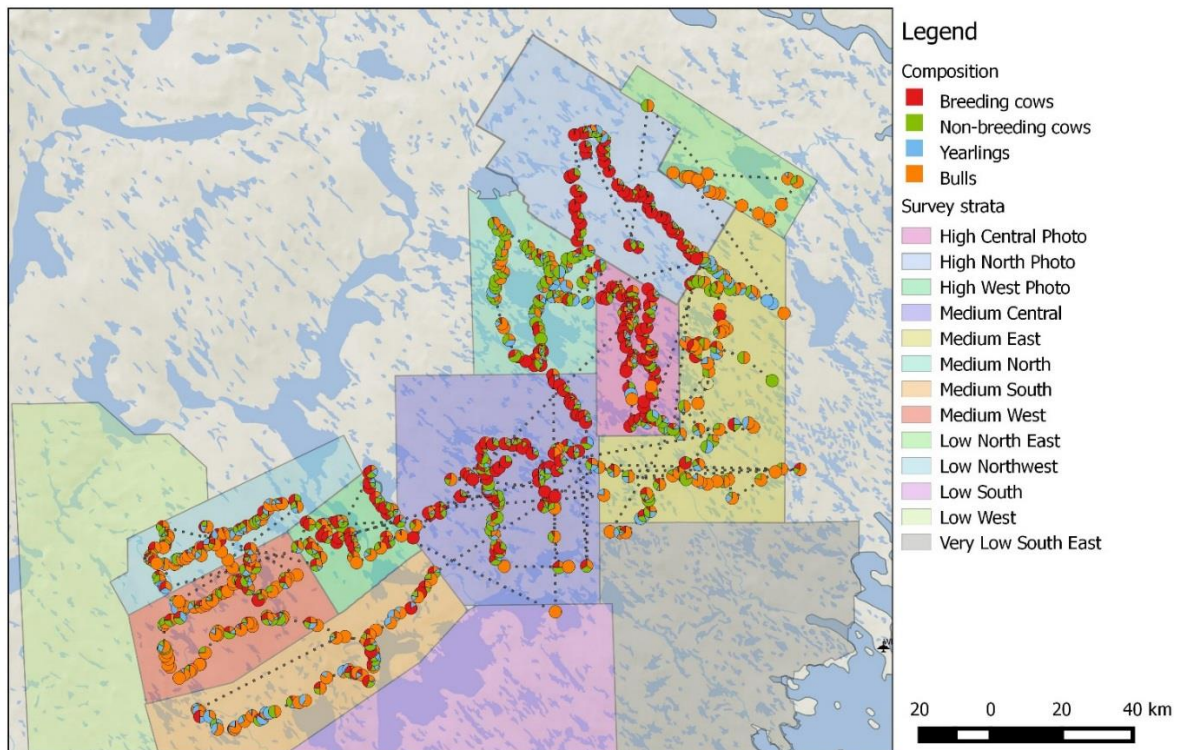 Legend
Composition
Breeding cows
Non-breeding cows
Yearlings
Bulls
Survey strata
High Central Photo
High North Photo
High West Photo
Medium Central
Medium East
Medium North
Medium South
Medium West
Low North East
Low Northwest
Low South
Low West
Very Low South East
20 0 20 40 km